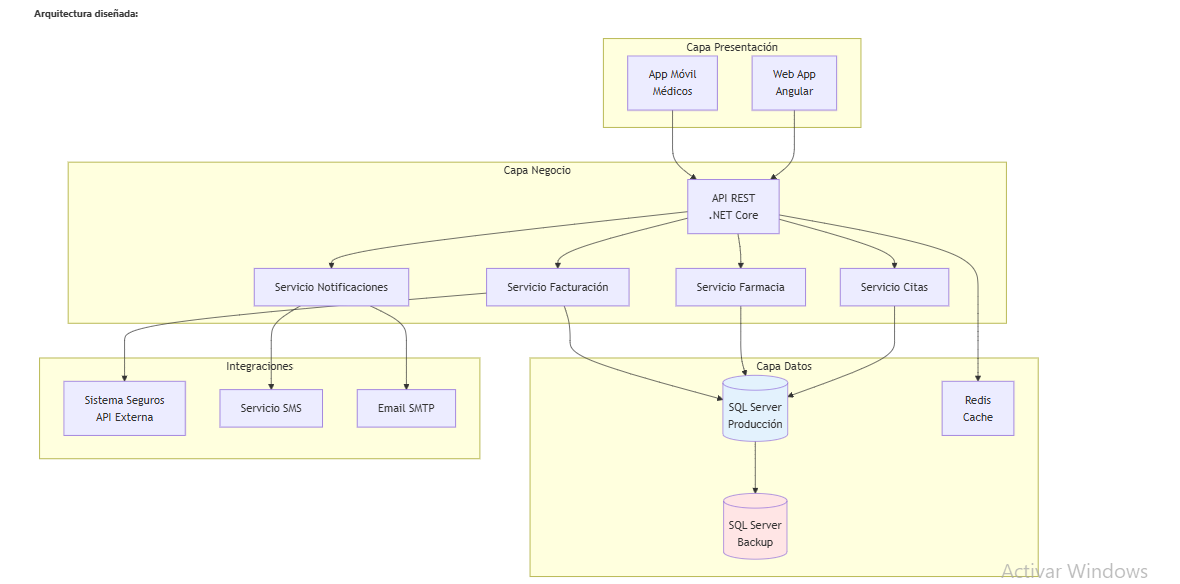 Arquitectura diseñada:
Capa Presentación
App Móvil
Médicos
Web App
Angular
Capa Negocio
API REST
.NET Core
Servicio Notificaciones
Servicio Facturación
Servicio Farmacia
Servicio Citas
Integraciones
Sistema Seguros
API Externa
Servicio SMS
Email SMTP
Capa Datos
SQL Server
Producción
Redis
Cache
SQL Server
Backup
Activar Windows